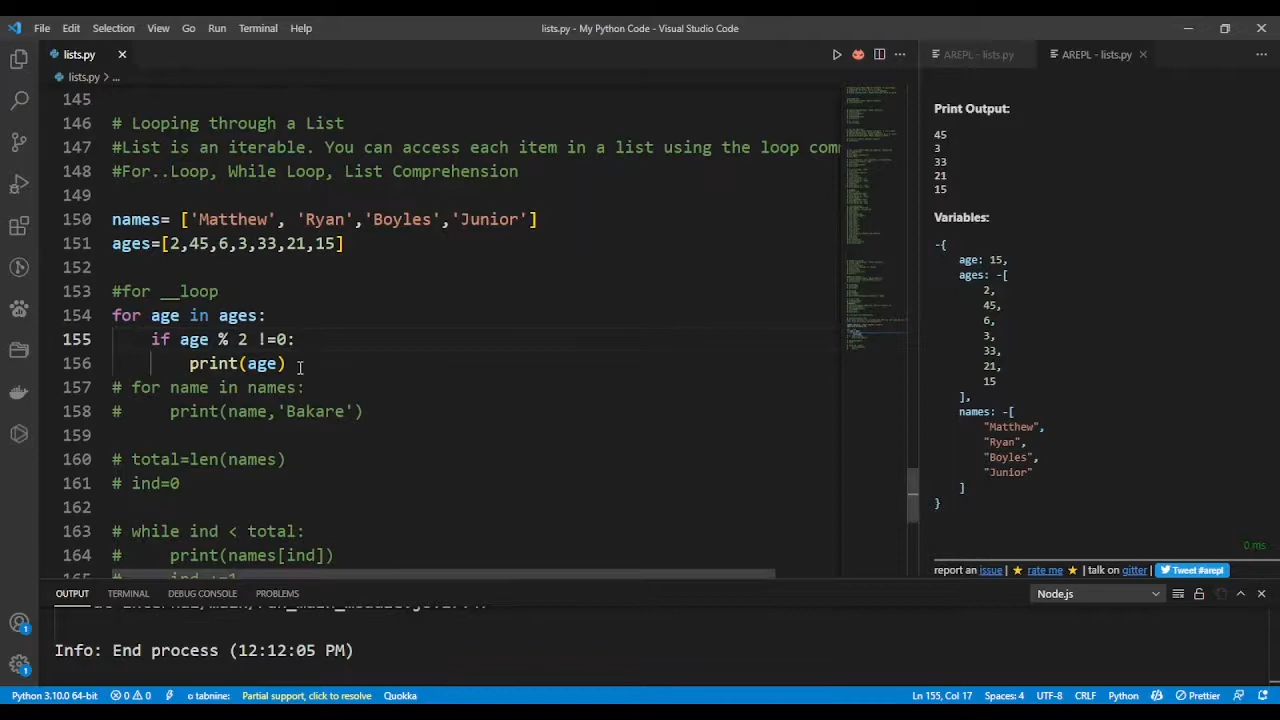 File Edit Selection View Go Run Terminal Help
lists.py - My Python Code - Visual Studio Code
lists.py
AREPL - lists.py
AREPL - lists.py
lists.py > ...
145
146 # Lopping through a List
147 #List is an iterable. You can access each item in a list using the loop com
148 #For..Loop, While Loop, List Comprehension
149
150 names= ['Matthew', 'Ryan','Boyles','Junior']
151 ages=[2,45,6,3,33,21,15]
152
153 #for __loop
154 for age in ages:
155 if age % 2 !=0:
156 print(age)
157 # for name in names:
158 # print(name,'Bakare')
159
160 # total=len(names)
161 # ind=0
162
163 # while ind < total:
164 # print(names[ind])
165 # ind +=1
Print Output:
45
3
33
21
15
Variables:
-{
age: 15,
ages: -[
2,
45,
6,
3,
33,
21,
15
],
names: -[
"Matthew",
"Ryan",
"Boyles",
"Junior"
]
}
0 ms
report an issue | rate me | talk on gitter | Tweet #arepl
OUTPUT TERMINAL DEBUG CONSOLE PROBLEMS
Node.js
Info: End process (12:12:05 PM)
1
1
Python 3.10.0 64-bit 0 0 tabnine: Partial support, click to resolve Quokka Ln 155, Col 17 Spaces: 4 UTF-8 CRLF Python Prettier